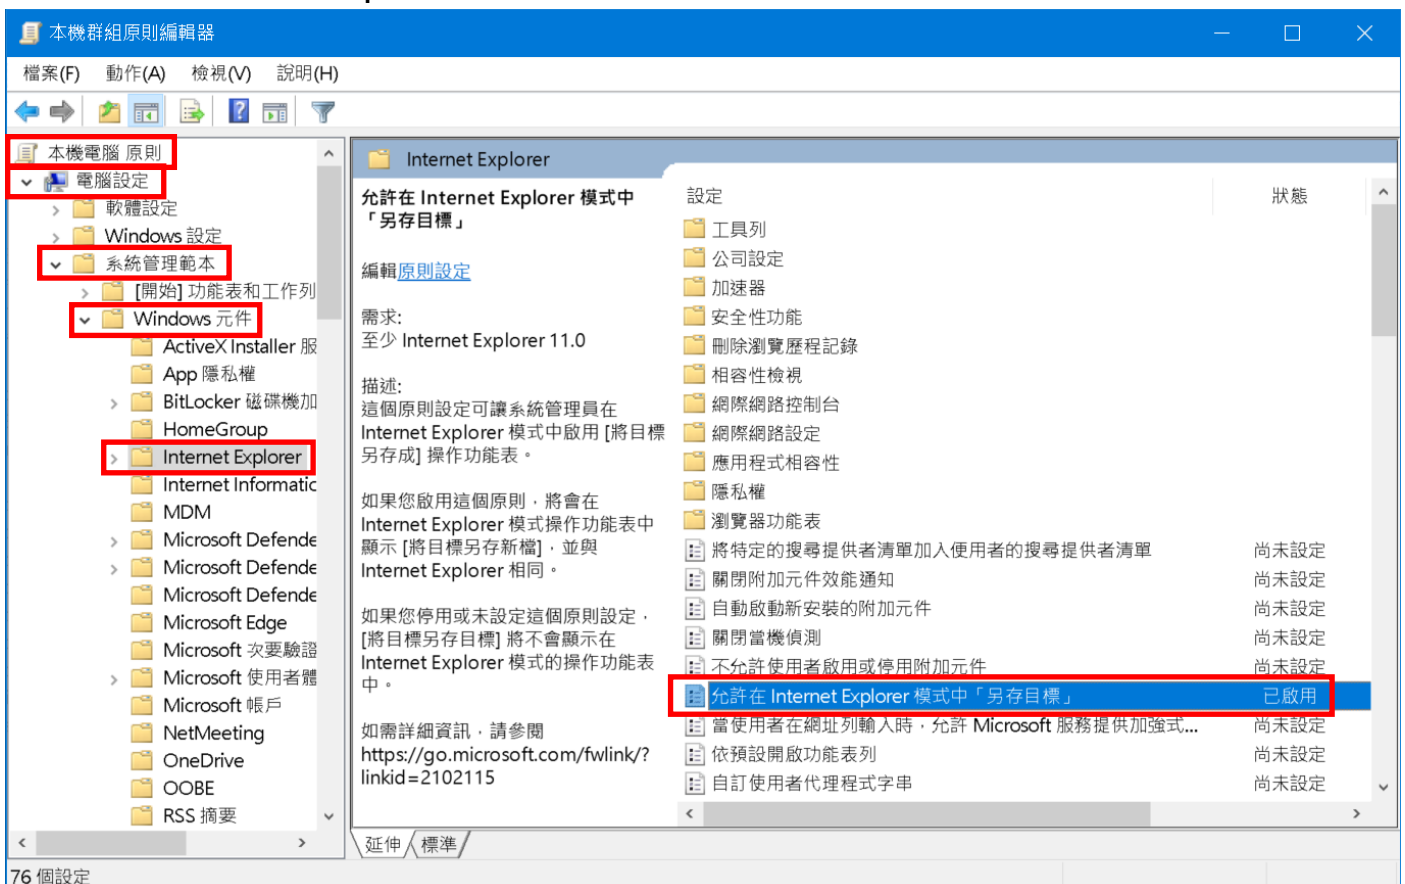 本機群組原則編輯器
檔案(F) 動作(A) 檢視(V) 說明(H)
本機電腦 原則
電腦設定
軟體設定
Windows 設定
系統管理範本
[開始] 功能表和工作列
Windows 元件
ActiveX Installer 服
App 隱私權
BitLocker 磁碟機加
HomeGroup
Internet Explorer
Internet Informatic
MDM
Microsoft Defende
Microsoft Defende
Microsoft Defende
Microsoft Edge
Microsoft 次要驗證
Microsoft 使用者體
Microsoft 帳戶
NetMeeting
OneDrive
OOBE
RSS 摘要
Internet Explorer
允許在 Internet Explorer 模式中
「另存目標」
編輯原則設定
需求:
至少 Internet Explorer 11.0
描述:
這個原則設定可讓系統管理員在
Internet Explorer 模式中啟用 [將目標
另存成] 操作功能表。
如果您啟用這個原則，將會在
Internet Explorer 模式操作功能表中
顯示 [將目標另存新檔]，並與
Internet Explorer 相同。
如果您停用或未設定這個原則設定，
[將目標另存目標] 將不會顯示在
Internet Explorer 模式的操作功能表
中。
如需詳細資訊，請參閱
https://go.microsoft.com/fwlink/?
linkid=2102115
設定 狀態
工具列
公司設定
加速器
安全性功能
刪除瀏覽歷程記錄
相容性檢視
網際網路控制台
網際網路設定
應用程式相容性
隱私權
瀏覽器功能表
將特定的搜尋提供者清單加入使用者的搜尋提供者清單 尚未設定
關閉附加元件效能通知 尚未設定
自動啟動新安裝的附加元件 尚未設定
關閉當機偵測 尚未設定
不允許使用者啟用或停用附加元件 尚未設定
允許在 Internet Explorer 模式中「另存目標」 已啟用
當使用者在網址列輸入時，允許 Microsoft 服務提供加強式... 尚未設定
依預設開啟功能表列 尚未設定
自訂使用者代理程式字串 尚未設定
延伸 標準
76 個設定